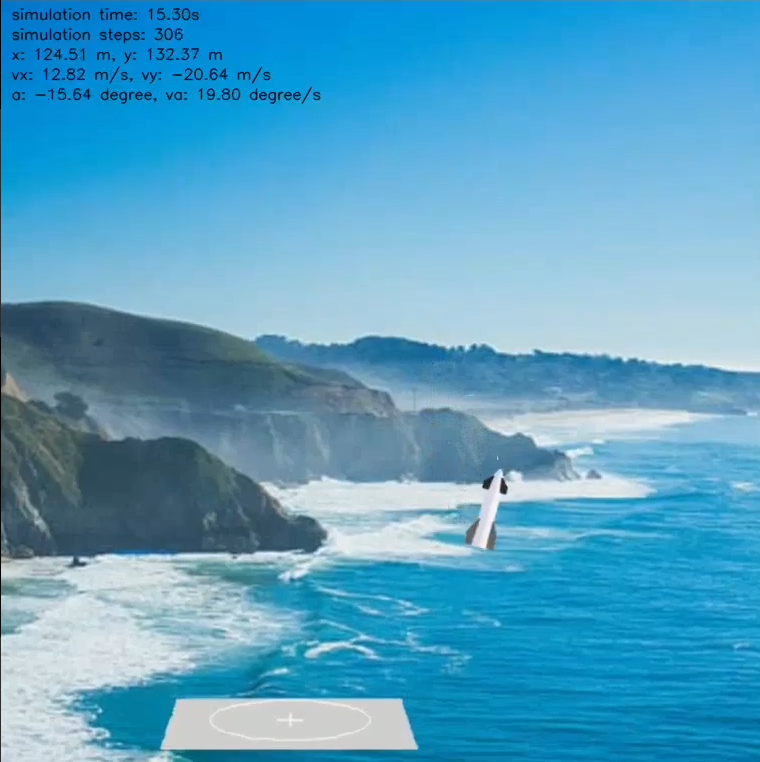 simulation time: 15.30s
simulation steps: 306
x: 124.51 m, y: 132.37 m
vx: 12.82 m/s, vy: -20.64 m/s
a: -15.64 degree, va: 19.80 degree/s